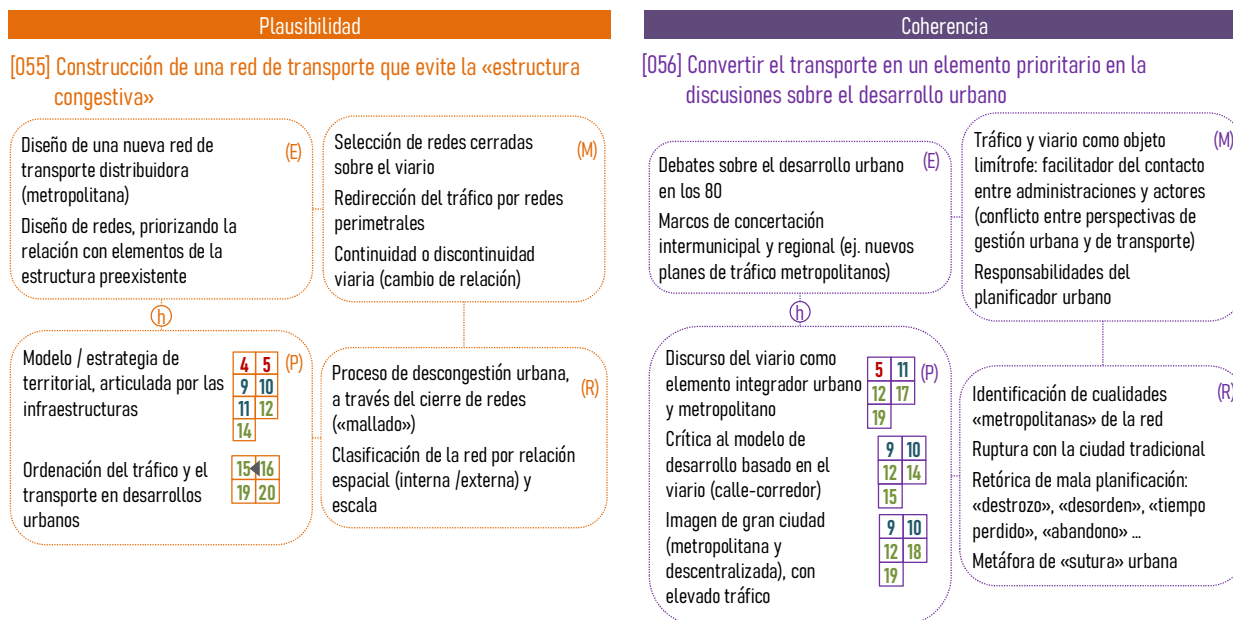 Plausibilidad
[055] Construcción de una red de transporte que evite la «estructura
congestiva»
Diseño de una nueva red de
transporte distribuidora
(metropolitana)
Diseño de redes, priorizando la
relación con elementos de la
estructura preexistente
(E)
Selección de redes cerradas
sobre el viario
Redirección del tráfico por redes
perimetrales
Continuidad o discontinuidad
viaria (cambio de relación)
(M)
h
Modelo / estrategia de
territorial, articulada por las
infraestructuras
4 5
9 10
11 12
14
(P)
Ordenación del tráfico y el
transporte en desarrollos
urbanos
15 16
19 20
Proceso de descongestión urbana,
a través del cierre de redes
(«mallado»)
Clasificación de la red por relación
espacial (interna /externa) y
escala
(R)
Coherencia
[056] Convertir el transporte en un elemento prioritario en la
discusiones sobre el desarrollo urbano
Debates sobre el desarrollo urbano
en los 80
Marcos de concertación
intermunicipal y regional (ej. nuevos
planes de tráfico metropolitanos)
(E)
Tráfico y viario como objeto
limítrofe: facilitador del contacto
entre administraciones y actores
(conflicto entre perspectivas de
gestión urbana y de transporte)
Responsabilidades del
planificador urbano
(M)
h
Discurso del viario como
elemento integrador urbano
y metropolitano
5 11
12 17
19
(P)
Crítica al modelo de
desarrollo basado en el
viario (calle-corredor)
9 10
12 14
15
Imagen de gran ciudad
(metropolitana y
descentralizada), con
elevado tráfico
9 10
12 18
19
Identificación de cualidades
«metropolitanas» de la red
Ruptura con la ciudad tradicional
Retórica de mala planificación:
«destrozo», «desorden», «tiempo
perdido», «abandono» ...
Metáfora de «sutura» urbana
(R)